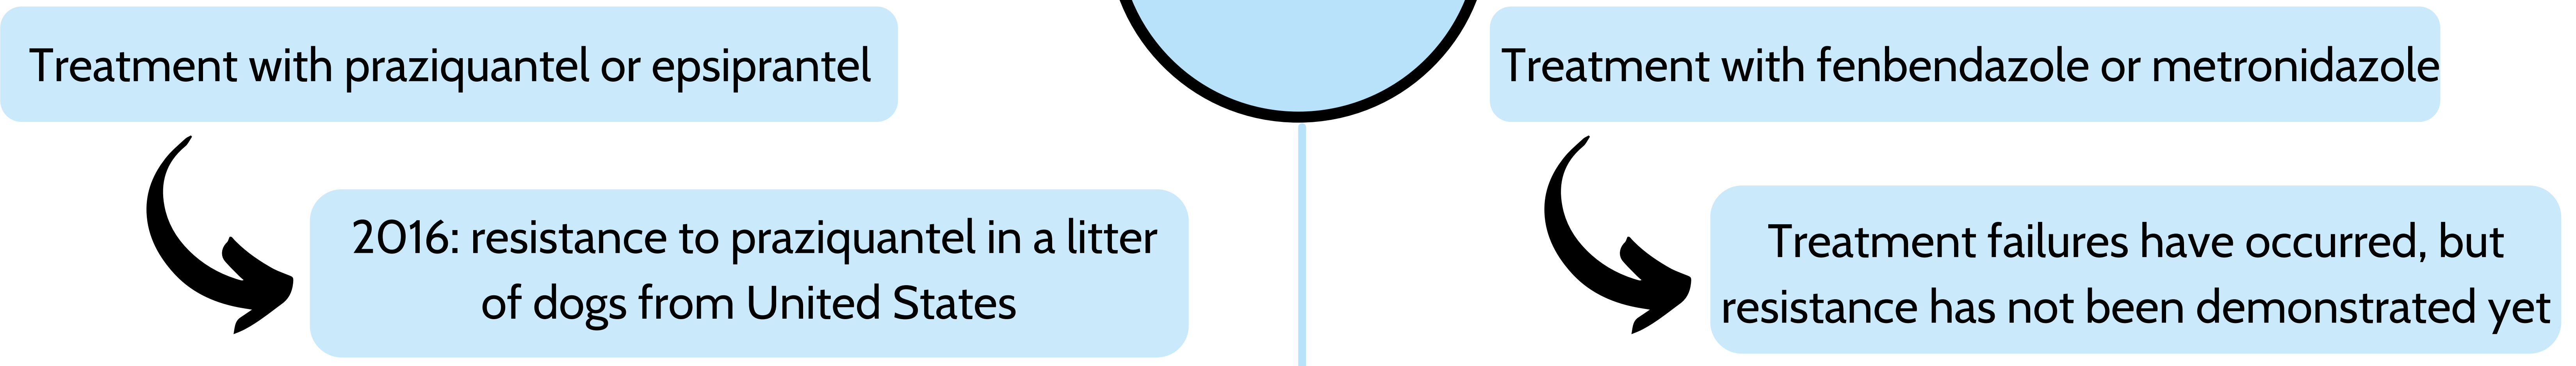 Treatment with praziquantel or epsiprantel
2016: resistance to praziquantel in a litter
of dogs from United States
Treatment with fenbendazole or metronidazole
Treatment failures have occurred, but
resistance has not been demonstrated yet